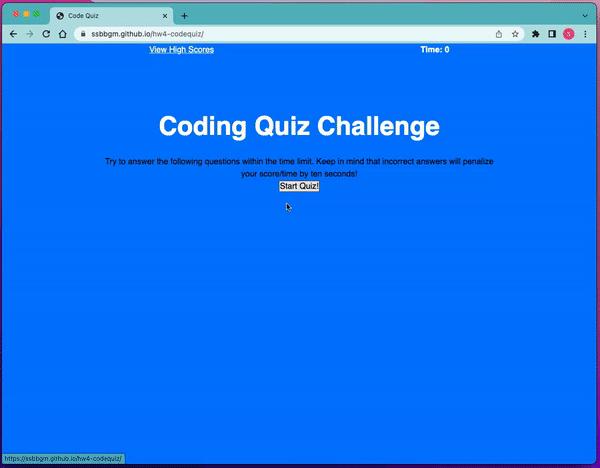 Code Quiz
ssbbgm.github.io/hw4-codequiz/
S
View High Scores
Time: 0
Coding Quiz Challenge
Try to answer the following questions within the time limit. Keep in mind that incorrect answers will penalize
your score/time by ten seconds!
Start Quiz!
https://ssbbgm.github.io/hw4-codequiz/